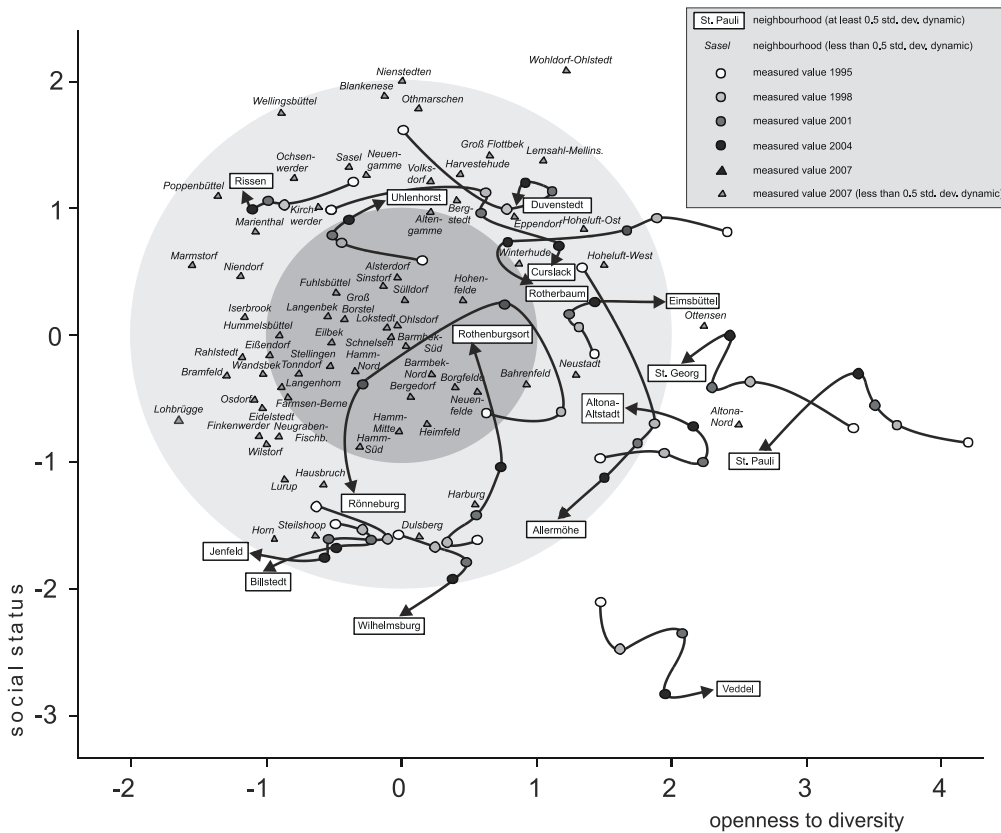 St. Pauli
neighbourhood (at least 0.5 std. dev. dynamic)
Sasel
neighbourhood (less than 0.5 std. dev. dynamic)
measured value 1995
measured value 1998
measured value 2001
measured value 2004
measured value 2007
measured value 2007 (less than 0.5 std. dev. dynamic)
Wohldorf-Ohlstedt
Nienstedten
Blankenese
Othmarschen
Wellingsbüttel
Groß Flottbek
Lemsahl-Mellins.
Harvestehude
Ochsen-
werder
Sasel
Neuen-
gamme
Volks-
dorf
Poppenbüttel
Rissen
Kirch-
werder
Uhlenhorst
Berg-
stedt
Duvenstedt
Marienthal
Alten-
gamme
Eppendorf
Hoheluft-Ost
Marmstorf
Niendorf
Alsterdorf
Sinstorf
Winterhude
Curslack
Hoheluft-West
Rotherbaum
Fuhlsbüttel
Sülldorf
Hohen-
felde
Eimsbüttel
Iserbrook
Langenbek
Groß
Borstel
Ottensen
Hummelsbüttel
Lokstedt
Ohlsdorf
Rothenburgsort
Eißendorf
Eilbek
Schnelsen
Barmbek-
Süd
Rahlstedt
Wandsbek
Stellingen
Hamm-
Nord
Neustadt
St. Georg
Bramfeld
Tonndorf
Barmbek-
Nord
Borgfelde
Bahrenfeld
Langenhorn
Bergedorf
Neuen-
felde
Osdorf
Farmsen-Berne
Altona-
Altstadt
Altona-
Nord
Lohbrügge
Eidelstedt
Finkenwerder
Neugraben-
Fischb.
Hamm-
Mitte
Heimfeld
Wilstorf
Hamm-
Süd
St. Pauli
Hausbruch
Lurup
Rönneburg
Harburg
Allermöhe
Horn
Steilshoop
Dulsberg
Jenfeld
Billstedt
Wilhelmsburg
Veddel
2
1
0
-1
-2
-3
social status
-2
-1
0
1
2
3
4
openness to diversity